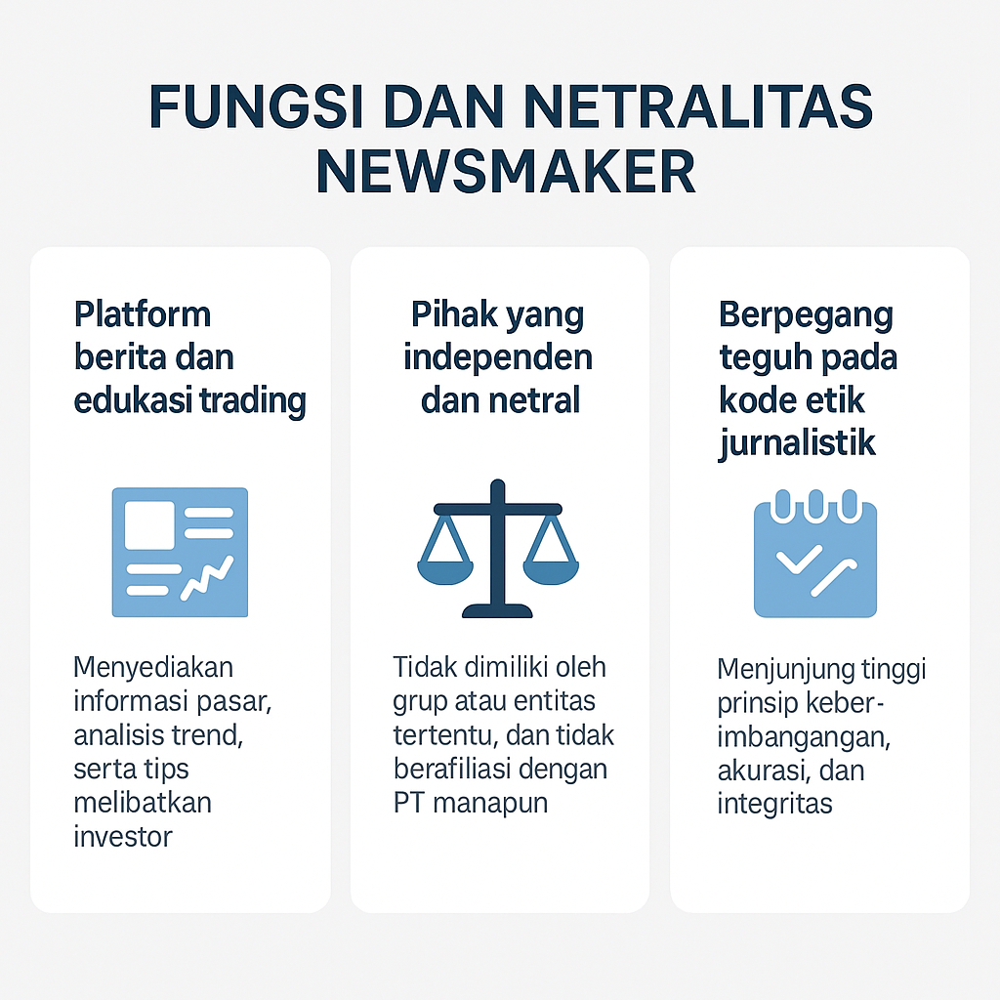 FUNGSI DAN NETRALITAS
NEWSMAKER
Platform
berita dan
edukasi trading
Menyediakan
informasi pasar,
analisis trend,
serta tips
melibatkan
investor
Pihak yang
independen
dan netral
Tidak dimiliki oleh
grup atau entitas
tertentu, dan tidak
berafiliasi dengan
PT manapun
Berpegang
teguh pada
kode etik
jurnalistik
Menjunjung tinggi
prinsip keber-
imbangangan,
akurasi, dan
integritas